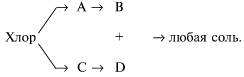 A → B
Хлор + → любая соль.
C → D